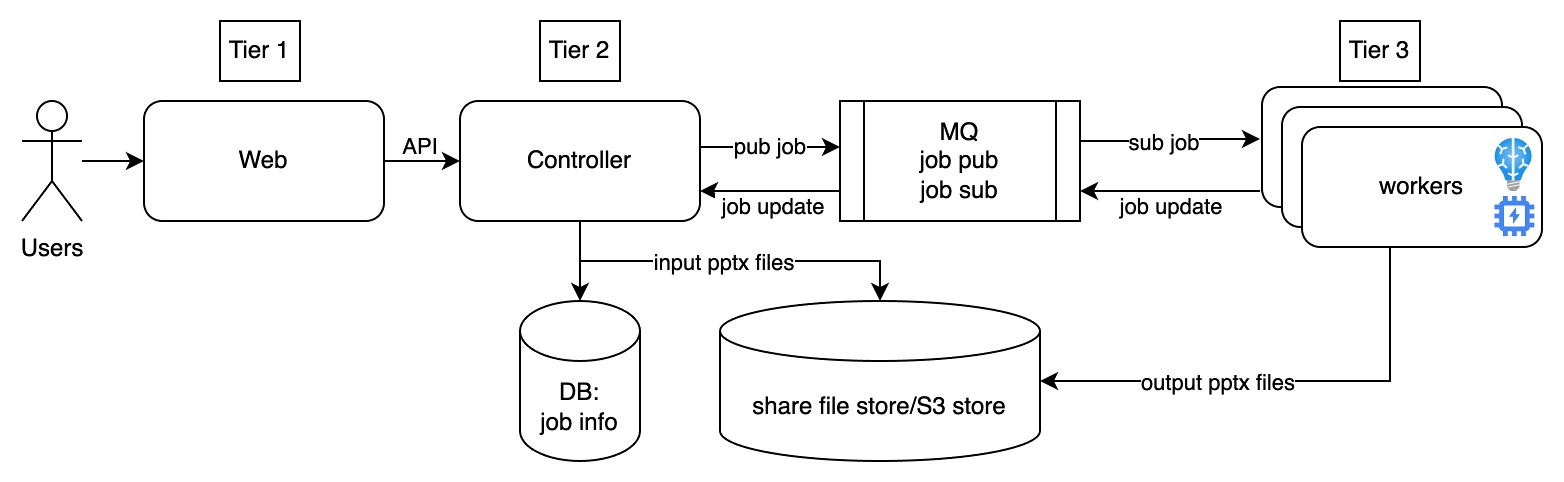 Tier 1
Tier 2
Tier 3
Users
Web
API
Controller
pub job
job update
MQ
job pub
job sub
sub job
job update
workers
input pptx files
DB:
job info
share file store/S3 store
output pptx files